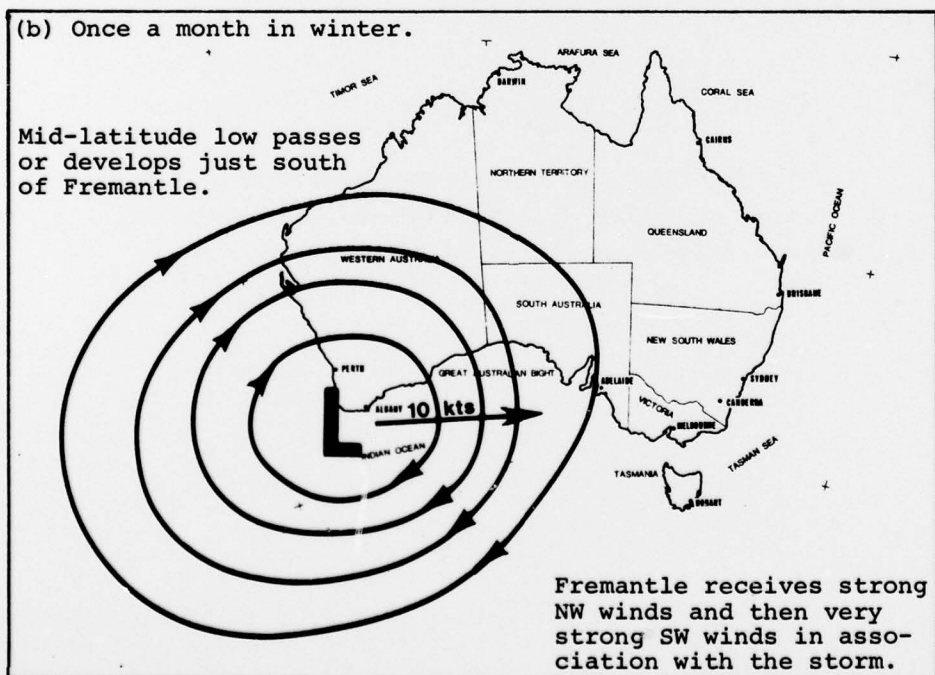 (b) Once a month in winter.
ARAFURA SEA
TIMOR SEA
DARWIN
CORAL SEA
Mid-latitude low passes
or develops just south
of Fremantle.
CAIRNS
NORTHERN TERRITORY
PACIFIC OCEAN
QUEENSLAND
WESTERN AUSTRALIA
BRISBANE
SOUTH AUSTRALIA
NEW SOUTH WALES
PERTH
GREAT AUSTRALIAN BIGHT
SYDNEY
ADELAIDE
CANBERRA
ALBANY
10 kts
VICTORIA
MELBOURNE
L
INDIAN OCEAN
TASMAN SEA
TASMANIA
HOBART
Fremantle receives strong
NW winds and then very
strong SW winds in asso-
ciation with the storm.